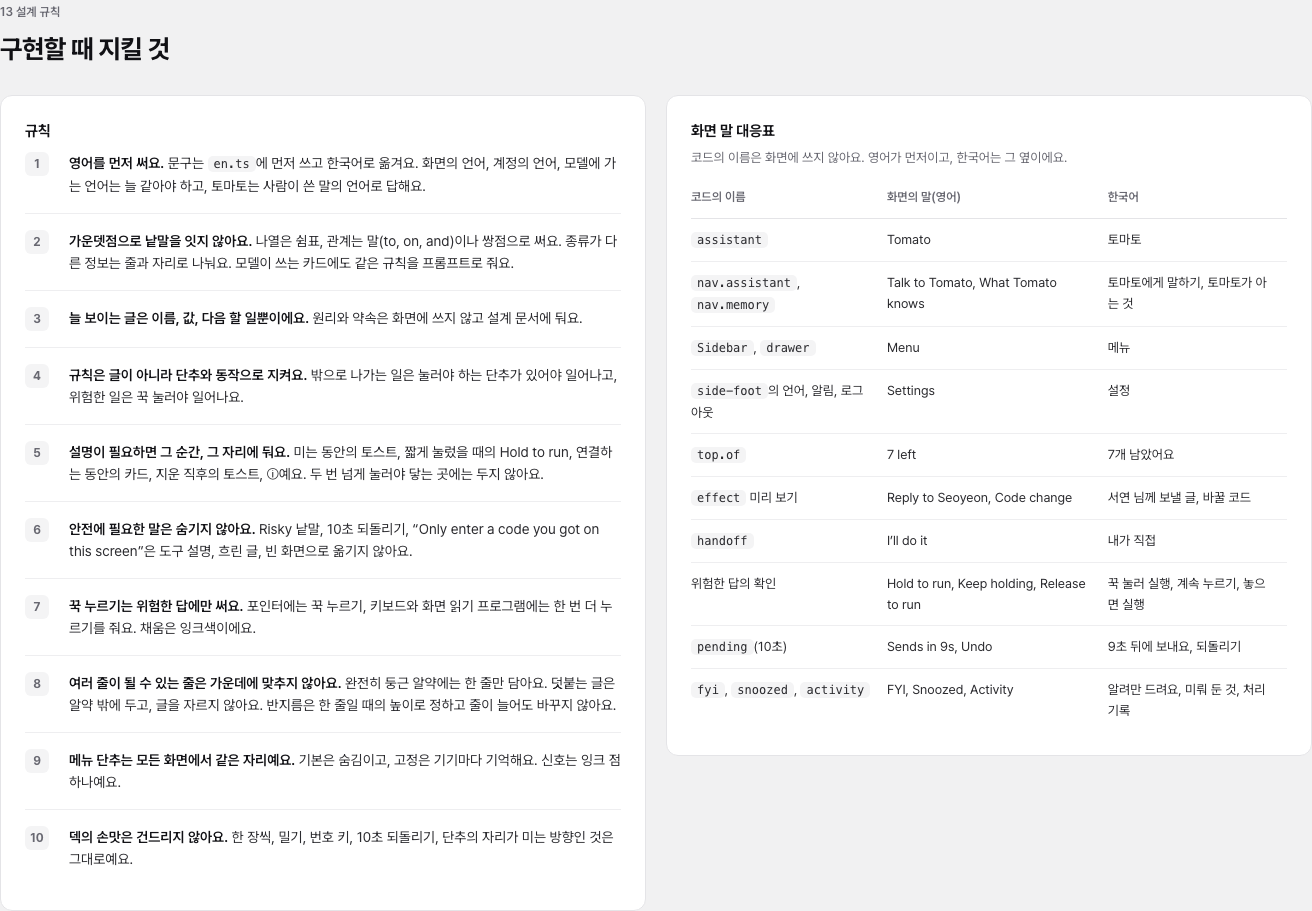 13 설계 규칙
구현할 때 지킬 것
규칙
1 영어를 먼저 써요. 문구는 en.ts 에 먼저 쓰고 한국어로 옮겨요. 화면의 언어, 계정의 언어, 모델에 가
는 언어는 늘 같아야 하고, 토마토는 사람이 쓴 말의 언어로 답해요.
2 가운뎃점으로 낱말을 잇지 않아요. 나열은 쉼표, 관계는 말(to, on, and)이나 쌍점으로 써요. 종류가 다
른 정보는 줄과 자리로 나눠요. 모델이 쓰는 카드에도 같은 규칙을 프롬프트로 줘요.
3 늘 보이는 글은 이름, 값, 다음 할 일뿐이에요. 원리와 약속은 화면에 쓰지 않고 설계 문서에 둬요.
4 규칙은 글이 아니라 단추와 동작으로 지켜요. 밖으로 나가는 일은 눌러야 하는 단추가 있어야 일어나고,
위험한 일은 꾹 눌러야 일어나요.
5 설명이 필요하면 그 순간, 그 자리에 둬요. 미는 동안의 토스트, 짧게 눌렀을 때의 Hold to run, 연결하
는 동안의 카드, 지운 직후의 토스트, ⓘ예요. 두 번 넘게 눌러야 닿는 곳에는 두지 않아요.
6 안전에 필요한 말은 숨기지 않아요. Risky 낱말, 10초 되돌리기, “Only enter a code you got on
this screen”은 도구 설명, 흐린 글, 빈 화면으로 옮기지 않아요.
7 꾹 누르기는 위험한 답에만 써요. 포인터에는 꾹 누르기, 키보드와 화면 읽기 프로그램에는 한 번 더 누
르기를 줘요. 채움은 잉크색이에요.
8 여러 줄이 될 수 있는 줄은 가운데에 맞추지 않아요. 완전히 둥근 알약에는 한 줄만 담아요. 덧붙는 글은
알약 밖에 두고, 글을 자르지 않아요. 반지름은 한 줄일 때의 높이로 정하고 줄이 늘어도 바꾸지 않아요.
9 메뉴 단추는 모든 화면에서 같은 자리예요. 기본은 숨김이고, 고정은 기기마다 기억해요. 신호는 잉크 점
하나예요.
10 덱의 손맛은 건드리지 않아요. 한 장씩, 밀기, 번호 키, 10초 되돌리기, 단추의 자리가 미는 방향인 것은
그대로예요.
화면 말 대응표
코드의 이름은 화면에 쓰지 않아요. 영어가 먼저이고, 한국어는 그 옆이에요.
코드의 이름 화면의 말(영어) 한국어
assistant Tomato 토마토
nav.assistant , Talk to Tomato, What Tomato 토마토에게 말하기, 토마토가 아
nav.memory knows 는 것
Sidebar , drawer Menu 메뉴
side-foot 의 언어, 알림, 로그 Settings 설정
아웃
top.of 7 left 7개 남았어요
effect 미리 보기 Reply to Seoyeon, Code change 서연 님께 보낼 글, 바꿀 코드
handoff I’ll do it 내가 직접
위험한 답의 확인 Hold to run, Keep holding, Release 꾹 눌러 실행, 계속 누르기, 놓으
to run 면 실행
pending (10초) Sends in 9s, Undo 9초 뒤에 보내요, 되돌리기
fyi , snoozed , activity FYI, Snoozed, Activity 알려만 드려요, 미뤄 둔 것, 처리
기록